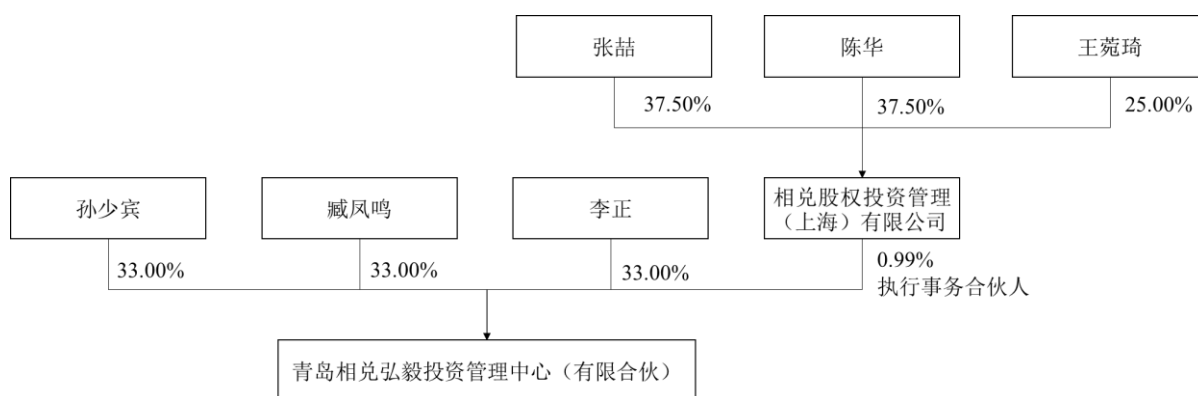 张喆
陈华
王菀琦
37.50%
37.50%
25.00%
孙少宾
臧凤鸣
李正
相兑股权投资管理
（上海）有限公司
33.00%
33.00%
33.00%
0.99%
执行事务合伙人
青岛相兑弘毅投资管理中心（有限合伙）